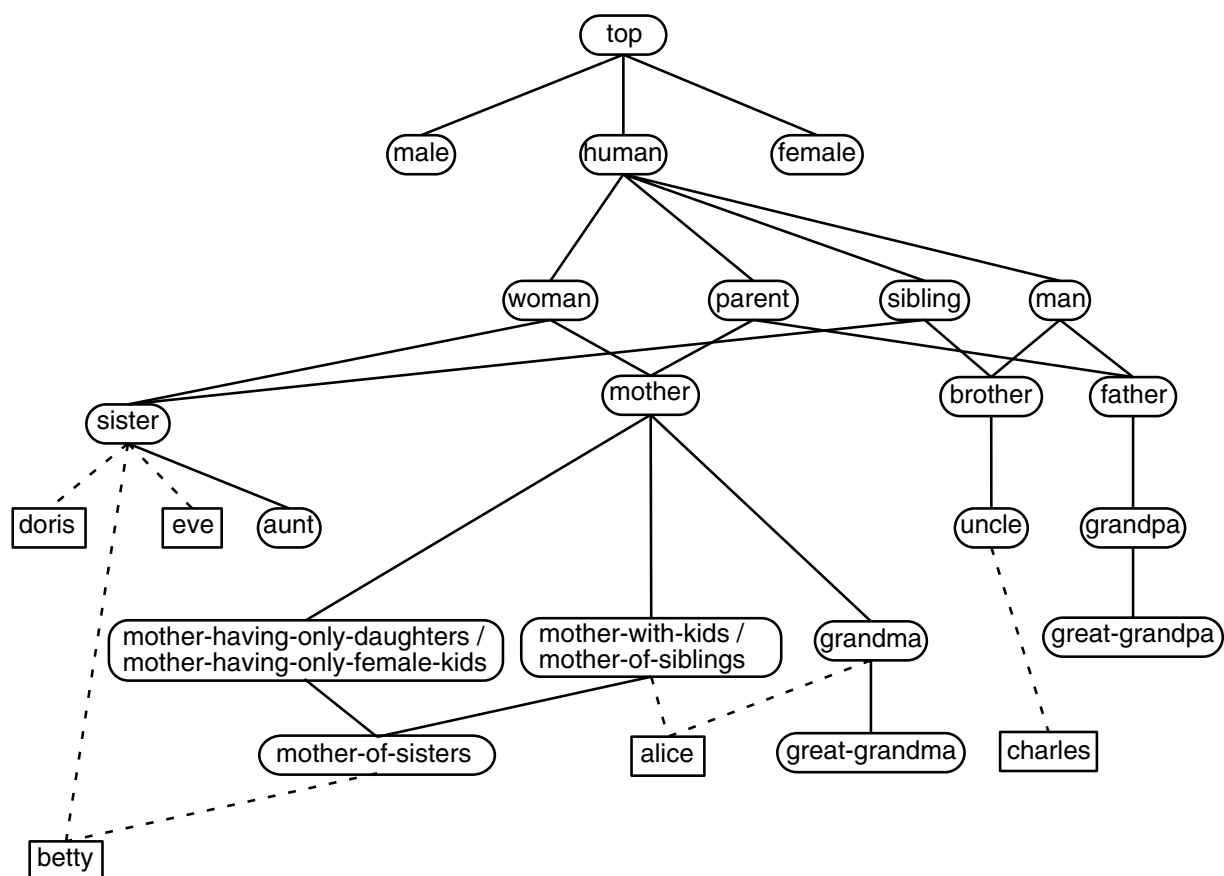 top
male
human
female
woman
parent
sibling
man
sister
mother
brother
father
doris
eve
aunt
uncle
grandpa
mother-having-only-daughters /
mother-having-only-female-kids
mother-with-kids /
mother-of-siblings
grandma
great-grandpa
mother-of-sisters
alice
great-grandma
charles
betty